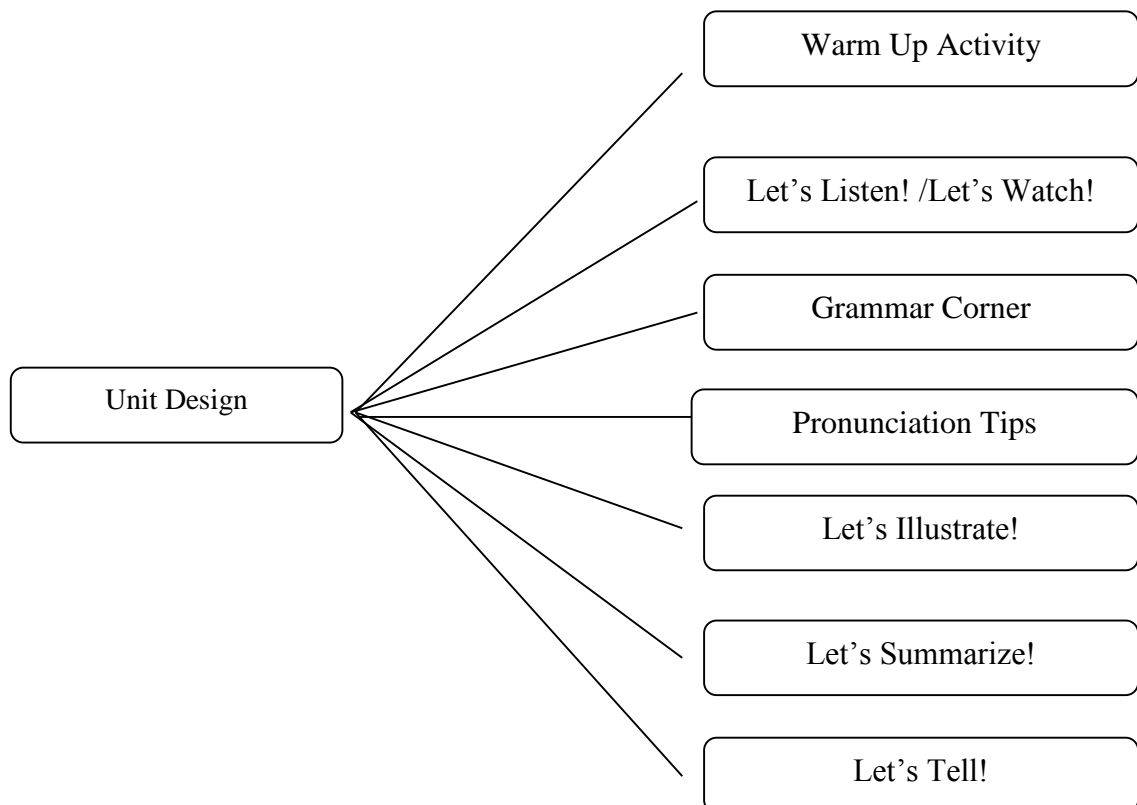 Warm Up Activity
Let’s Listen! /Let’s Watch!
Grammar Corner
Unit Design
Pronunciation Tips
Let’s Illustrate!
Let’s Summarize!
Let’s Tell!